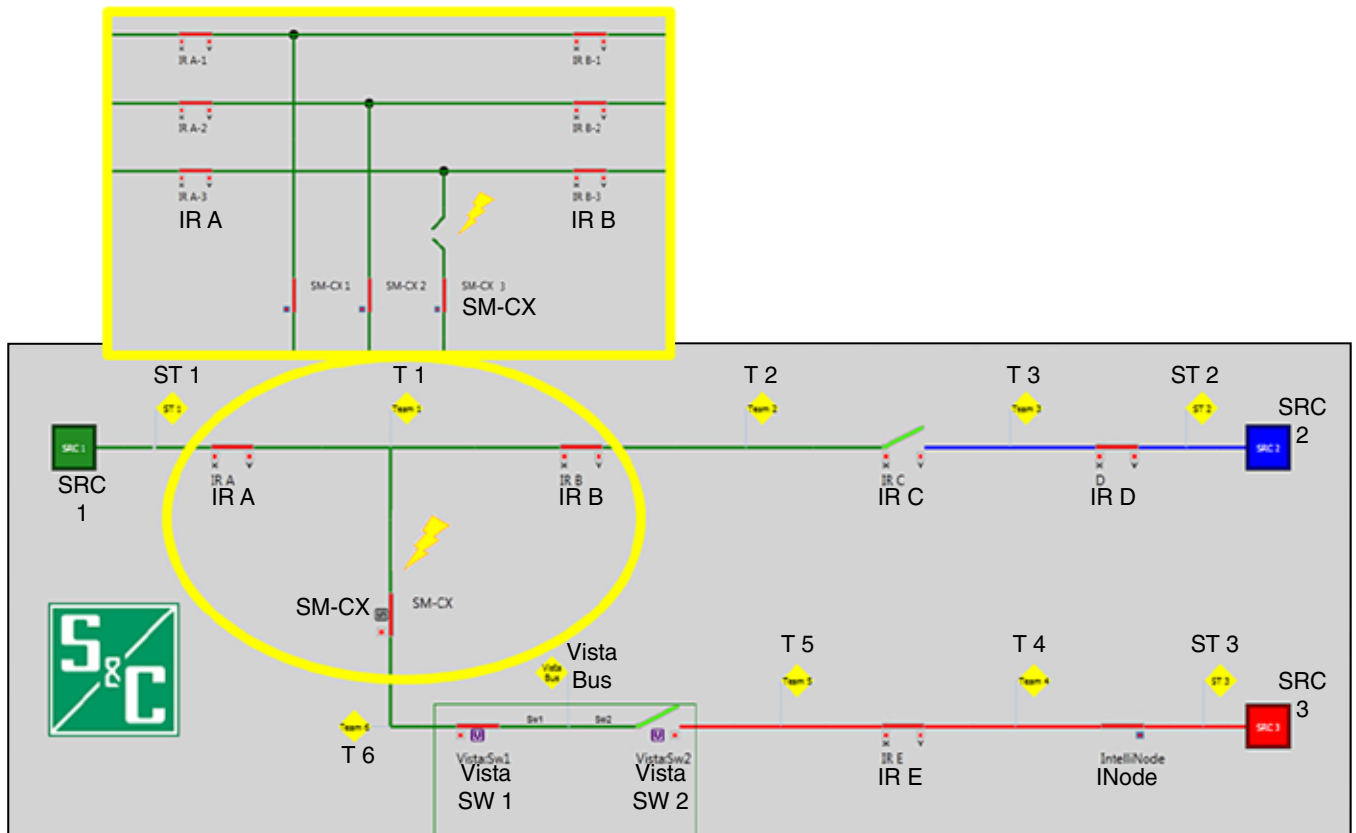 IR A-1
IR B-1
IR A-2
IR B-2
IR A-3
IR B-3
IR A
IR B
SM-CX 1
SM-CX 2
SM-CX 3
SM-CX
ST 1
T 1
T 2
T 3
ST 2
ST 1
Team 1
Team 2
Team 3
ST 2
SRC 2
SRC 1
SRC 2
SRC 1
IR A
IR A
IR B
IR B
IR C
IR C
D
IR D
SM-CX
SM-CX
S&C
Vista Bus
Vista Bus
T 5
T 4
ST 3
Team 5
Team 4
ST 3
SRC 3
SRC 3
Team 6
T 6
Sw1
Sw2
Vista:Sw1
Vista SW 1
Vista:Sw2
Vista SW 2
IR E
IR E
IntelliNode
INode